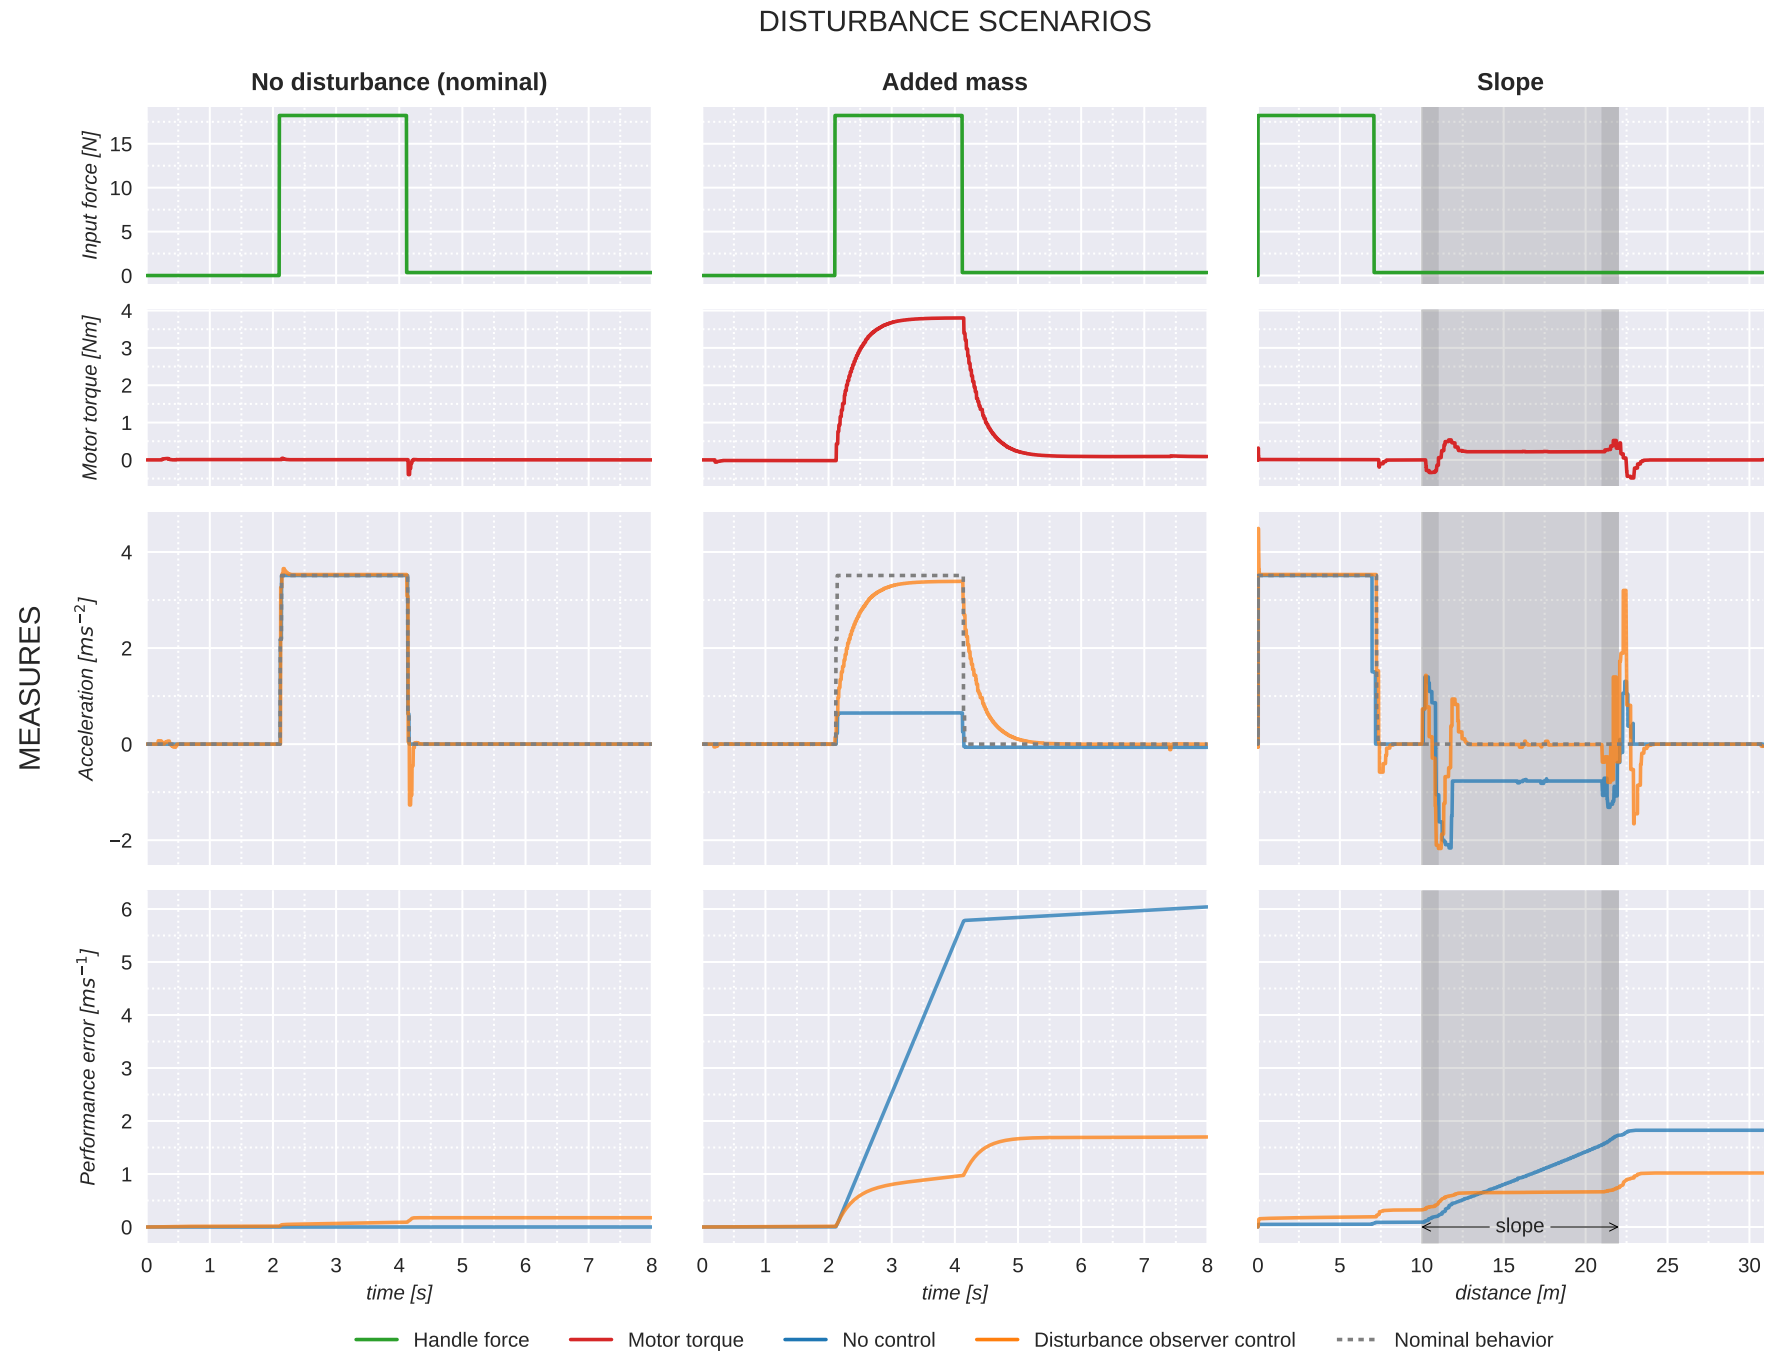 DISTURBANCE SCENARIOS
No disturbance (nominal) Added mass Slope
MEASURES
Input force [N]
15
10
5
0
Motor torque [Nm]
4
3
2
1
0
Acceleration [ms⁻²]
4
2
0
−2
Performance error [ms⁻¹]
6
5
4
3
2
1
0
slope
0 1 2 3 4 5 6 7 8
time [s]
0 1 2 3 4 5 6 7 8
time [s]
0 5 10 15 20 25 30
distance [m]
Handle force Motor torque No control Disturbance observer control Nominal behavior